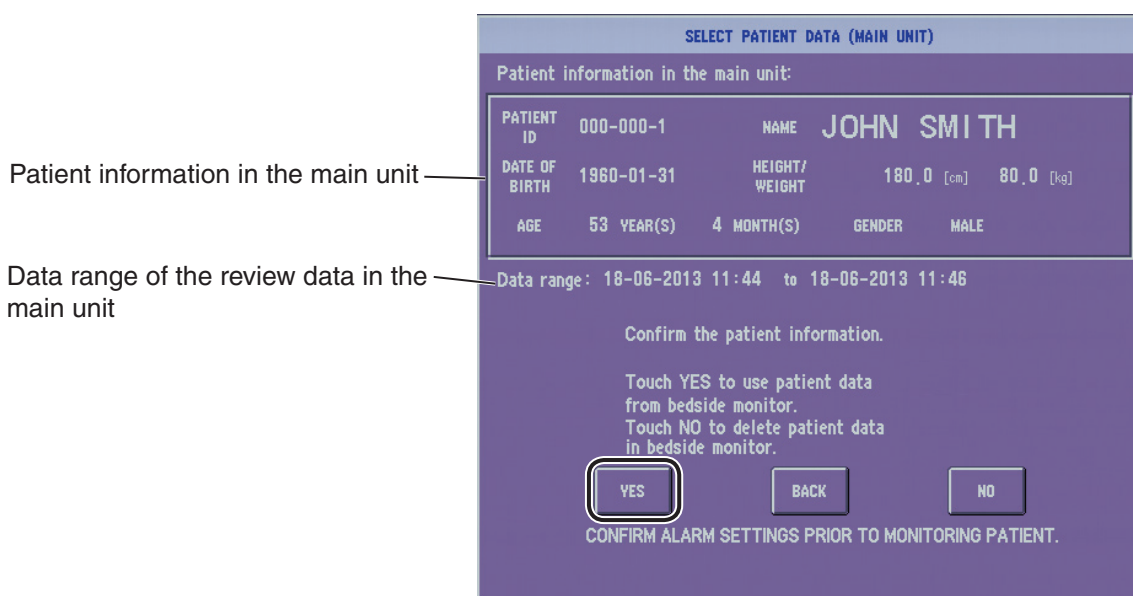 SELECT PATIENT DATA (MAIN UNIT)
Patient information in the main unit:
PATIENT ID 000-000-1 NAME JOHN SMITH
Patient information in the main unit
DATE OF BIRTH 1960-01-31 HEIGHT/ WEIGHT 180.0 [cm] 80.0 [kg]
AGE 53 YEAR(S) 4 MONTH(S) GENDER MALE
Data range of the review data in the
main unit
Data range: 18-06-2013 11:44 to 18-06-2013 11:46
Confirm the patient information.
Touch YES to use patient data
from bedside monitor.
Touch NO to delete patient data
in bedside monitor.
YES BACK NO
CONFIRM ALARM SETTINGS PRIOR TO MONITORING PATIENT.